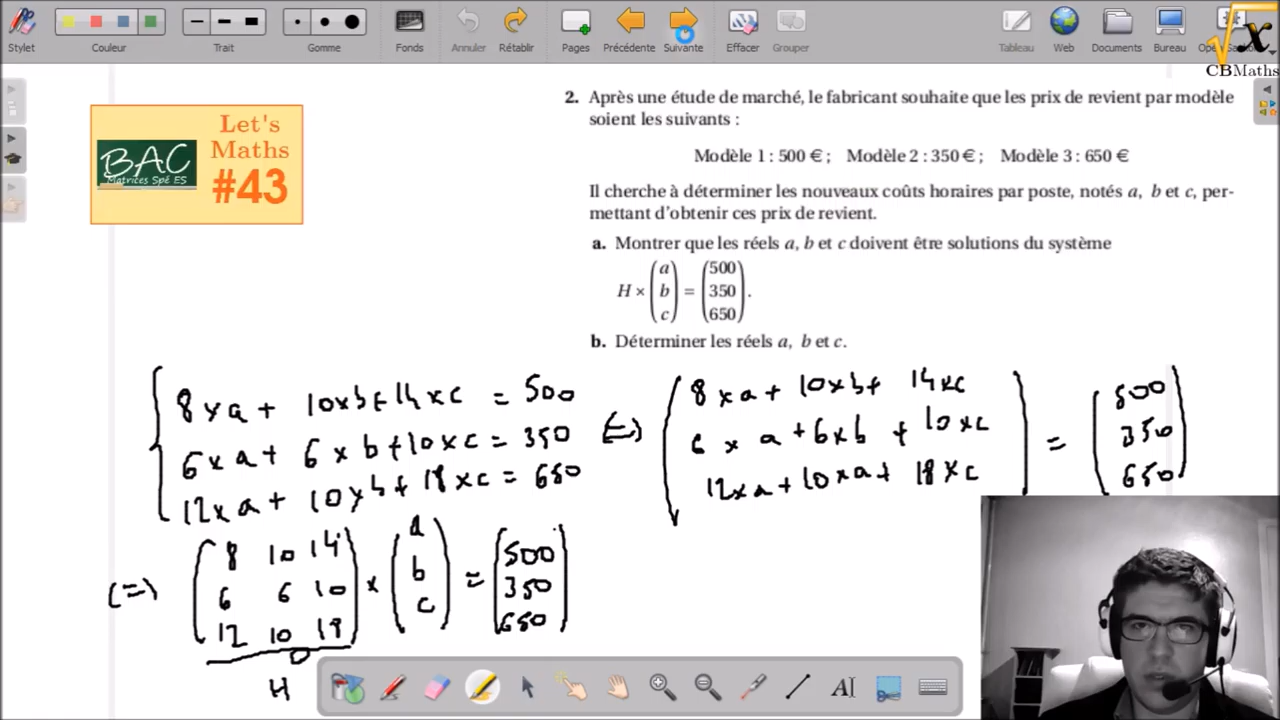 Stylet Couleur Trait Gomme Fonds Annuler Rétablir Pages Précédente Suivante Effacer Grouper Tableau Web Documents Bureau
CBMaths
BAC
Matrices Spé ES
Let's
Maths
#43
2. Après une étude de marché, le fabricant souhaite que les prix de revient par modèle
soient les suivants :
Modèle 1 : 500 € ; Modèle 2 : 350 € ; Modèle 3 : 650 €
Il cherche à déterminer les nouveaux coûts horaires par poste, notés a, b et c, per-
mettant d'obtenir ces prix de revient.
a. Montrer que les réels a, b et c doivent être solutions du système
H × (a b c) = (500 350 650).
b. Déterminer les réels a, b et c.
8 x a + 10 x b + 14 x c = 500
6 x a + 6 x b + 10 x c = 350
12 x a + 10 x b + 18 x c = 650
(=)
8 x a + 10 x b + 14 x c
6 x a + 6 x b + 10 x c
12 x a + 10 x a + 18 x c
=
500
350
650
(=)
8 10 14
6 6 10
12 10 18
x
a
b
c
=
500
350
650
H
AI